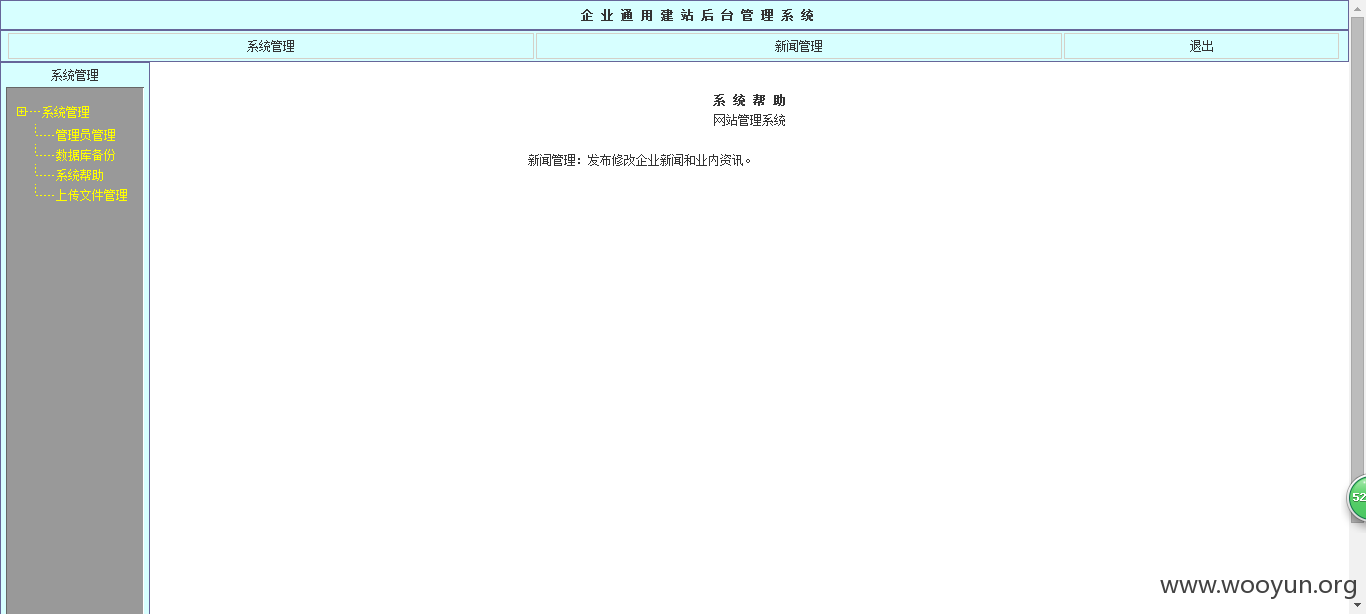 企 业 通 用 建 站 后 台 管 理 系 统
系统管理 新闻管理 退出
系统管理
系统管理
管理员管理
数据库备份
系统帮助
上传文件管理
系 统 帮 助
网站管理系统
新闻管理：发布修改企业新闻和业内资讯。
52
www.wooyun.org